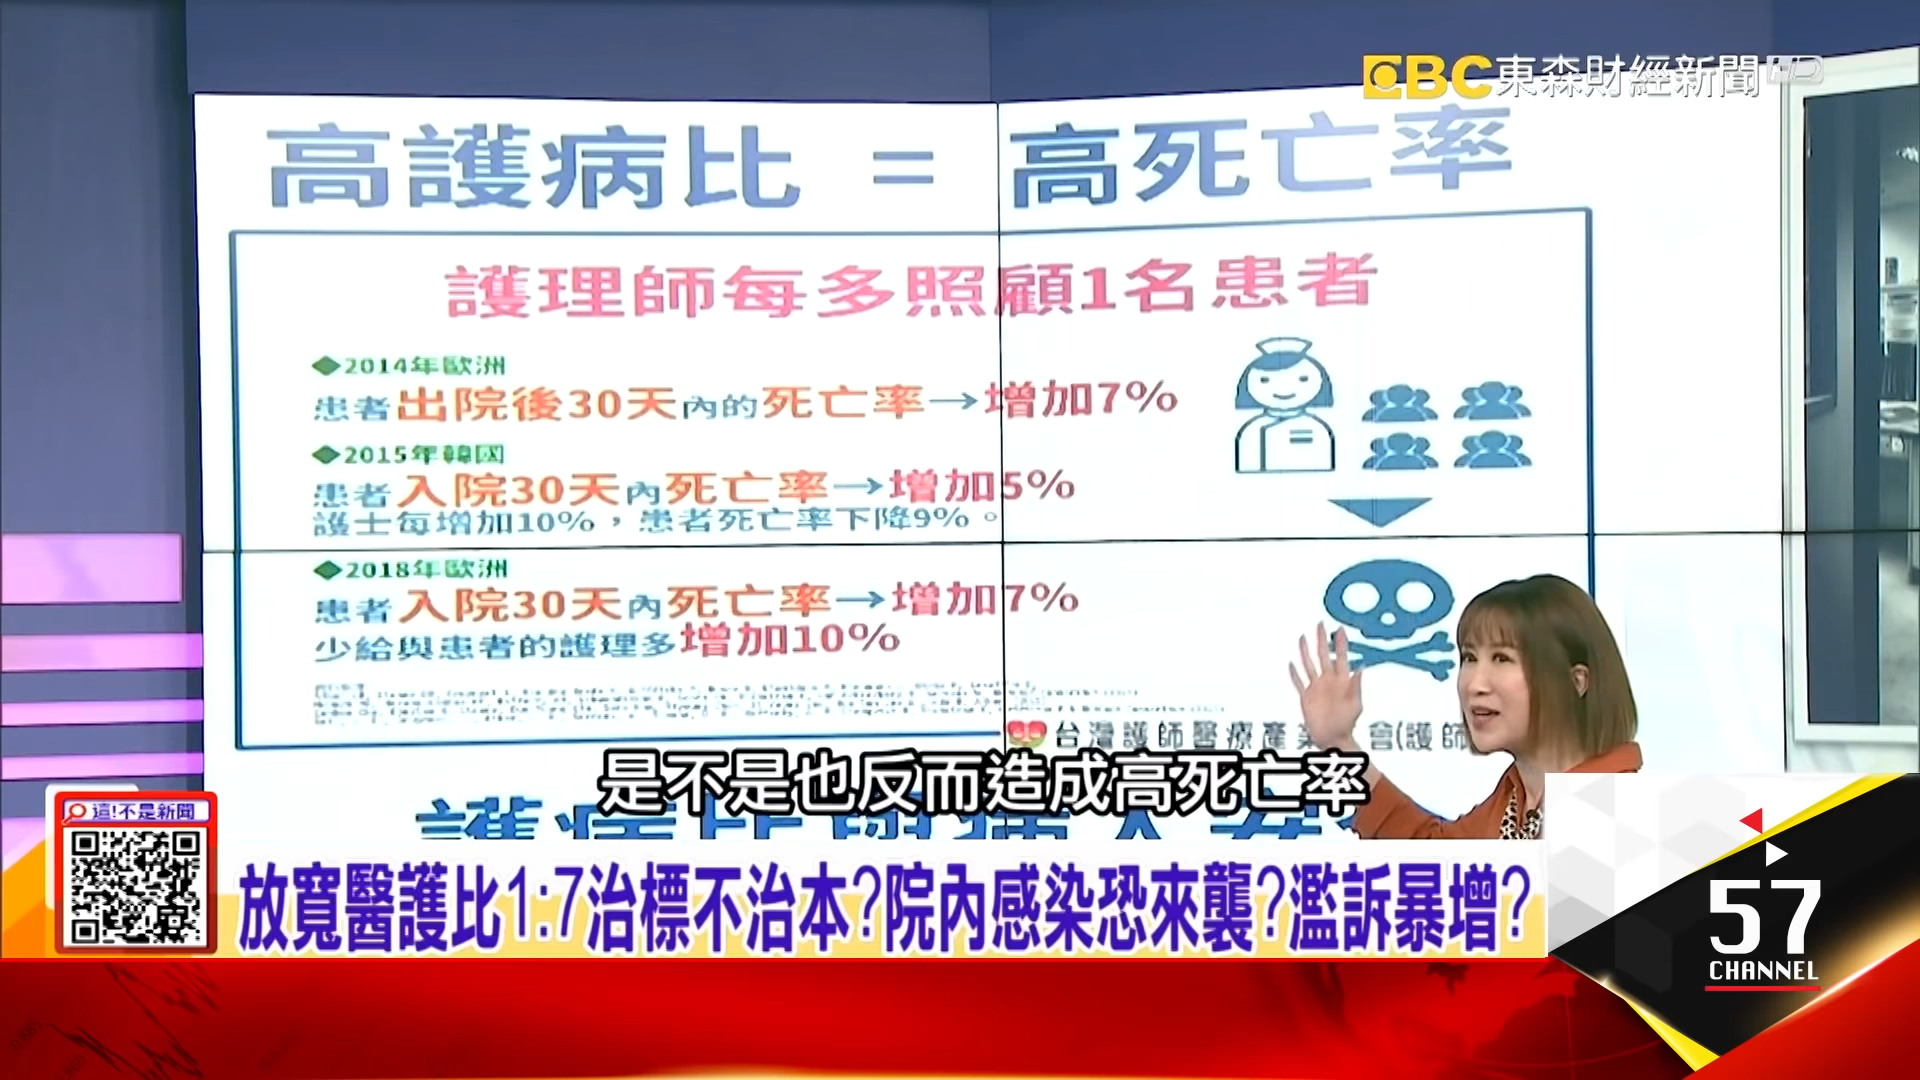 EBC東森財經新聞HD
高護病比 = 高死亡率
護理師每多照顧1名患者
◆2014年歐洲
患者出院後30天內的死亡率→增加7%
◆2015年韓國
患者入院30天內死亡率→增加5%
護士每增加10%，患者死亡率下降9%。
◆2018年歐洲
患者入院30天內死亡率→增加7%
少給與患者的護理多增加10%
台灣護師醫療產業 會(護師
是不是也反而造成高死亡率
護病比與病人安
這!不是新聞
放寬醫護比1:7治標不治本?院內感染恐來襲?濫訴暴增?
57
CHANNEL